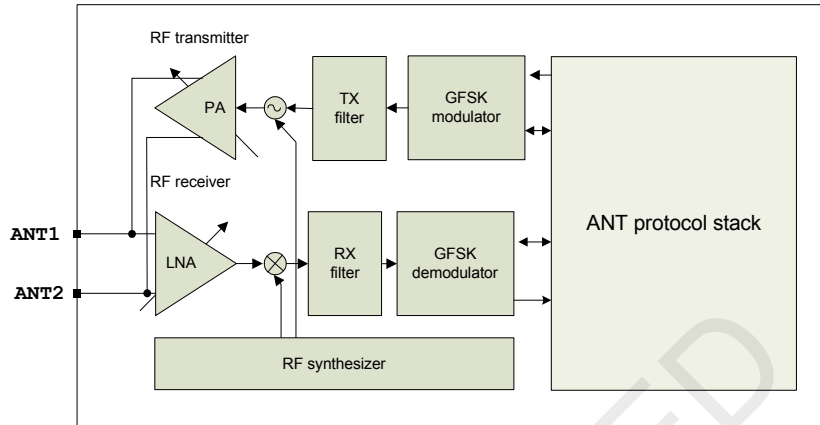 RF transmitter
PA
TX
filter
GFSK
modulator
RF receiver
ANT protocol stack
ANT1
LNA
RX
filter
GFSK
demodulator
ANT2
RF synthesizer